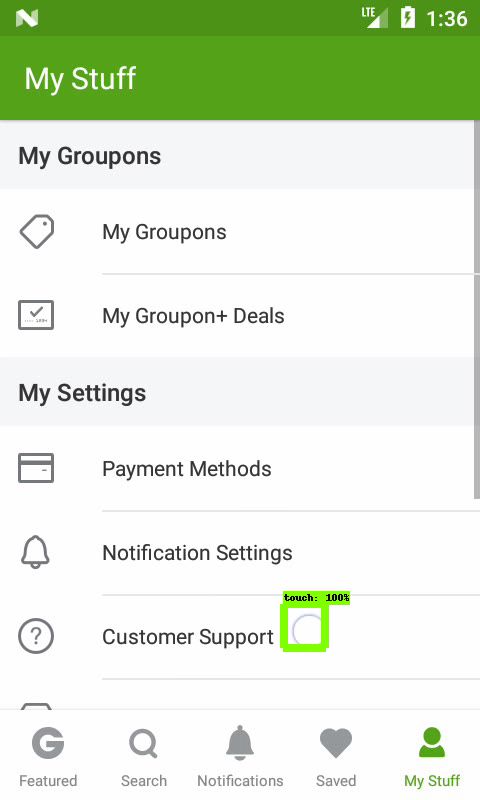 LTE 1:36
My Stuff
My Groupons
My Groupons
My Groupon+ Deals
My Settings
Payment Methods
Notification Settings
touch: 100%
Customer Support
Featured
Search
Notifications
Saved
My Stuff